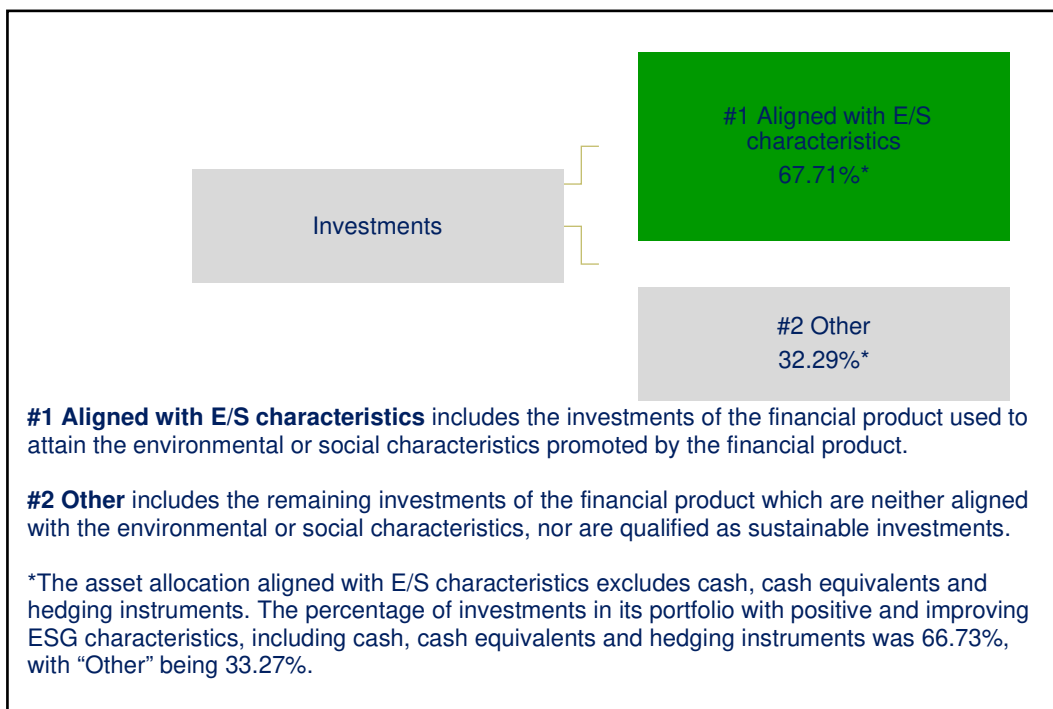 #1 Aligned with E/S
characteristics
67.71%*
Investments
#2 Other
32.29%*
#1 Aligned with E/S characteristics includes the investments of the financial product used to
attain the environmental or social characteristics promoted by the financial product.
#2 Other includes the remaining investments of the financial product which are neither aligned
with the environmental or social characteristics, nor are qualified as sustainable investments.
*The asset allocation aligned with E/S characteristics excludes cash, cash equivalents and
hedging instruments. The percentage of investments in its portfolio with positive and improving
ESG characteristics, including cash, cash equivalents and hedging instruments was 66.73%,
with “Other” being 33.27%.